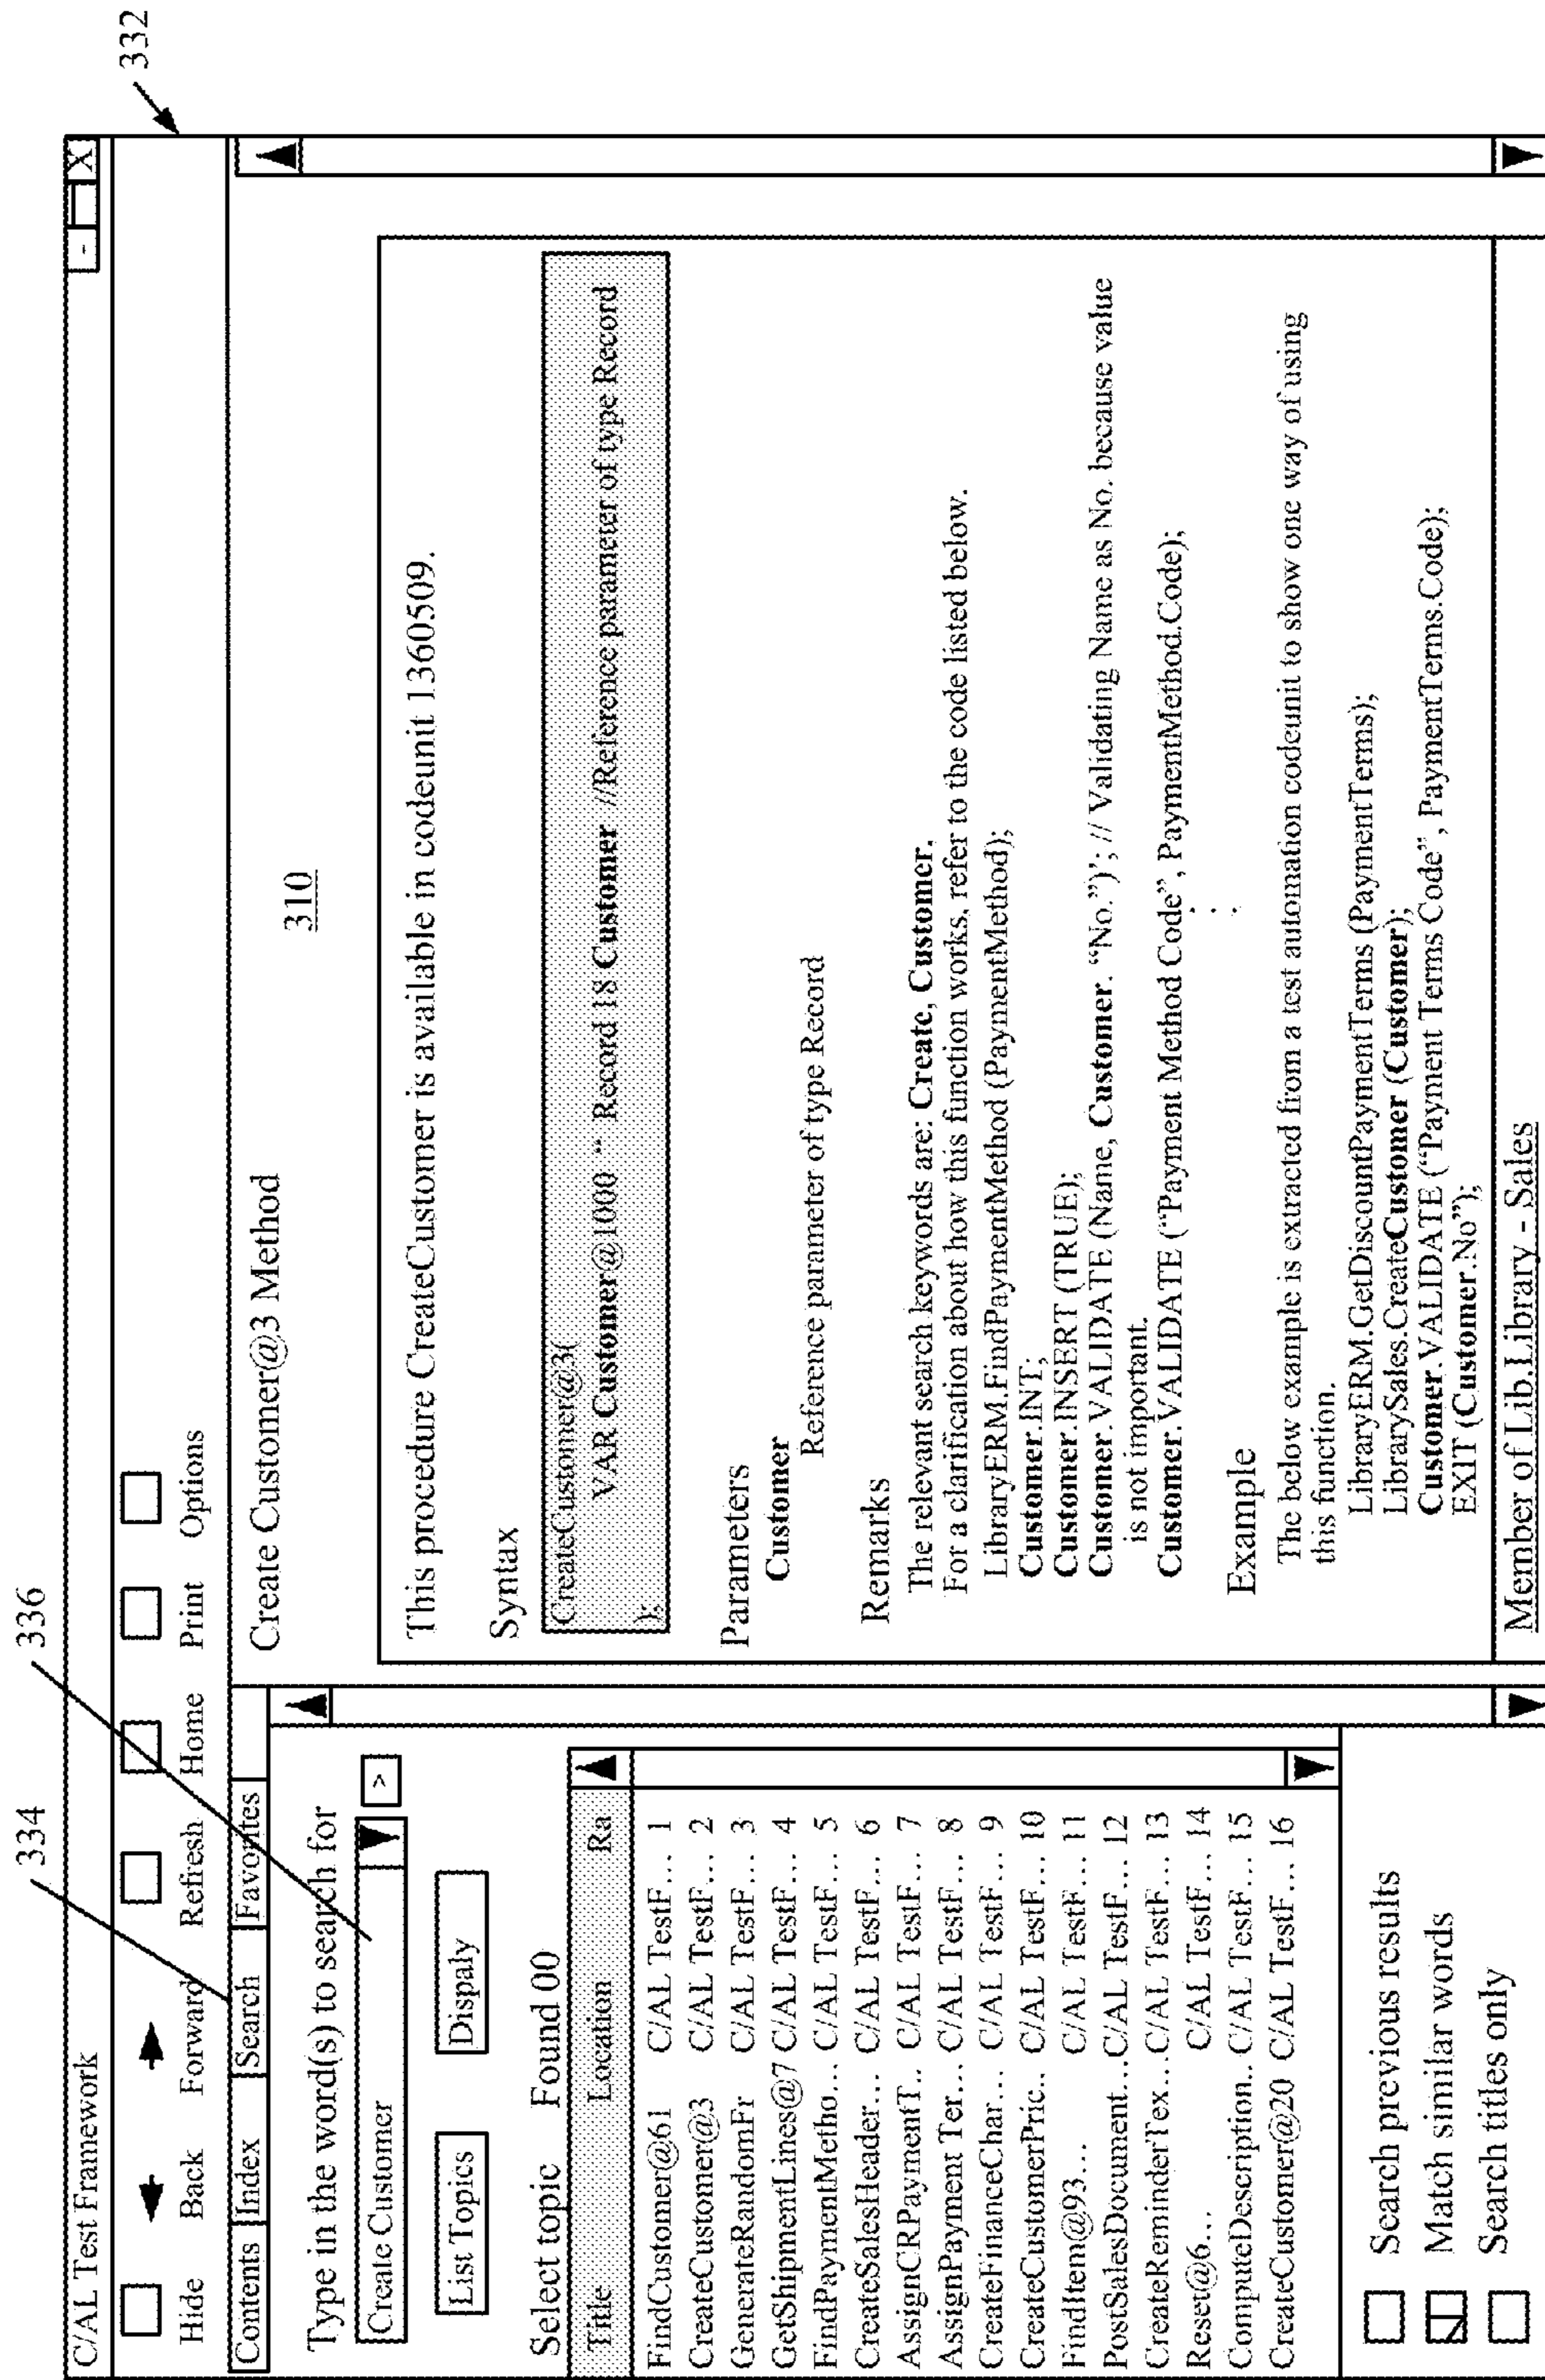 334
336
332
C/AL Test Framework
- X
Hide Back Forward Refresh Home Print Options
Contents Index Search Favorites
Type in the word(s) to search for
Create Customer
>
List Topics Dispaly
Select topic Found 00
Title Location Ra
FindCustomer@61 C/AL TestF... 1
CreateCustomer@3 C/AL TestF... 2
GenerateRandomFr C/AL TestF... 3
GetShipmentLines@7 C/AL TestF... 4
FindPaymentMetho... C/AL TestF... 5
CreateSalesHeader... C/AL TestF... 6
AssignCRPaymentT.. C/AL TestF... 7
AssignPayment Ter... C/AL TestF... 8
CreateFinanceChar... C/AL TestF... 9
CreateCustomerPric.. C/AL TestF... 10
FindItem@93... C/AL TestF... 11
PostSalesDocument...C/AL TestF... 12
CreateReminderTex...C/AL TestF... 13
Reset@6... C/AL TestF... 14
ComputeDescription.. C/AL TestF... 15
CreateCustomer@20 C/AL TestF... 16
Search previous results
Match similar words
Search titles only
Create Customer@3 Method
310
This procedure CreateCustomer is available in codeunit 1360509.
Syntax
CreateCustomer@3(
VAR Customer@1000 “ Record 18 Customer //Reference parameter of type Record
);
Parameters
Customer
Reference parameter of type Record
Remarks
The relevant search keywords are: Create, Customer.
For a clarification about how this function works, refer to the code listed below.
LibraryERM.FindPaymentMethod (PaymentMethod);
Customer.INT;
Customer.INSERT (TRUE);
Customer.VALIDATE (Name, Customer. “No.”)’; // Validating Name as No. because value
is not important.
Customer.VALIDATE (“Payment Method Code”, PaymentMethod.Code);
Example
The below example is extracted from a test automation codeunit to show one way of using
this function.
LibraryERM.GetDiscountPaymentTerms (PaymentTerms);
LibrarySales.CreateCustomer (Customer);
Customer.VALIDATE (“Payment Terms Code”, PaymentTerms.Code);
EXIT (Customer.No”);
Member of Lib.Library - Sales